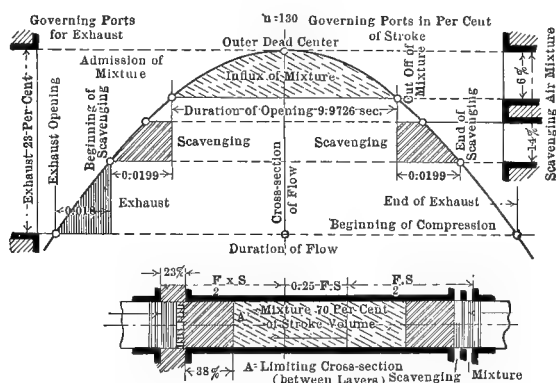 Governing Ports for Exhaust
n=130
Governing Ports in Per Cent of Stroke
Outer Dead Center
Admission of Mixture
Influx of Mixture
Cut Off of Mixture
6%
Scavenging Air Mixture
14%
Exhaust 23 Per Cent
Exhaust Opening
Beginning of Scavenging
Duration of Opening 9.9726 sec.
Scavenging
Scavenging
End of Scavenging
0.0199
0.0199
Cross-section of Flow
0.018
Exhaust
End of Exhaust
Beginning of Compression
Duration of Flow
23%
F x S
2
0.25 F.S
F.S
2
A
Mixture 70 Per Cent
of Stroke Volume
38%
A=Limiting Cross-section
(between Layers)
Scavenging
Mixture